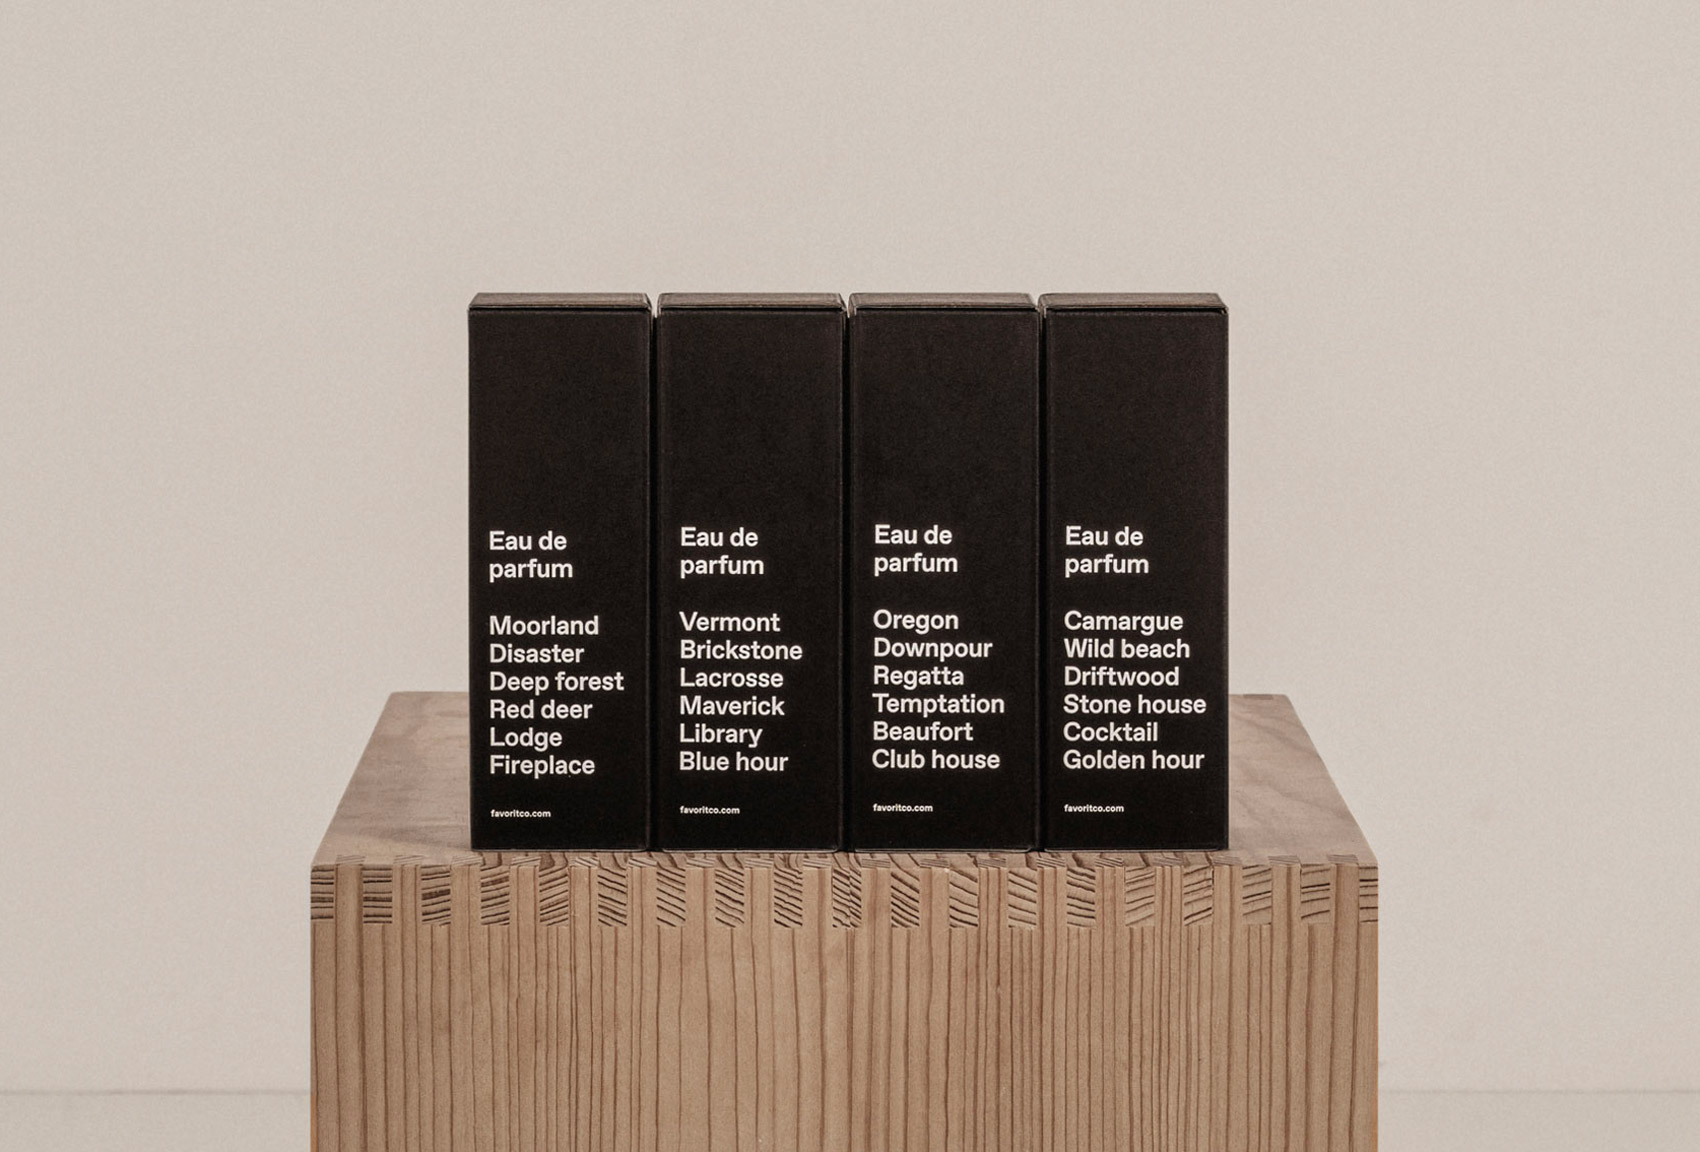 Eau de
parfum
Moorland
Disaster
Deep forest
Red deer
Lodge
Fireplace
favoritco.com
Eau de
parfum
Vermont
Brickstone
Lacrosse
Maverick
Library
Blue hour
favoritco.com
Eau de
parfum
Oregon
Downpour
Regatta
Temptation
Beaufort
Club house
favoritco.com
Eau de
parfum
Camargue
Wild beach
Driftwood
Stone house
Cocktail
Golden hour
favoritco.com